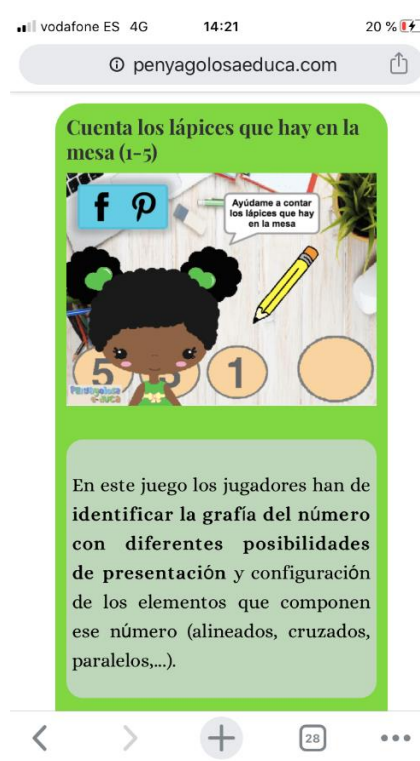 vodafone ES 4G 14:21 20 %
penyagolosaeduca.com
Cuenta los lápices que hay en la
mesa (1-5)
f
Ayúdame a contar
los lápices que hay
en la mesa
5
1
Penyagolosa
educa
En este juego los jugadores han de
identificar la grafía del número
con diferentes posibilidades
de presentación y configuración
de los elementos que componen
ese número (alineados, cruzados,
paralelos,...).
28